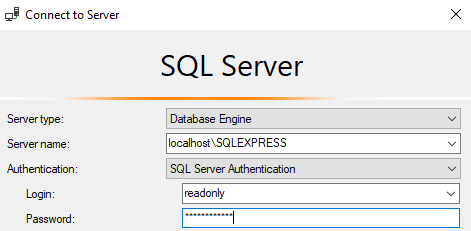 Connect to Server
SQL Server
Server type: Database Engine
Server name: localhost\SQLEXPRESS
Authentication: SQL Server Authentication
Login: readonly
Password: ************